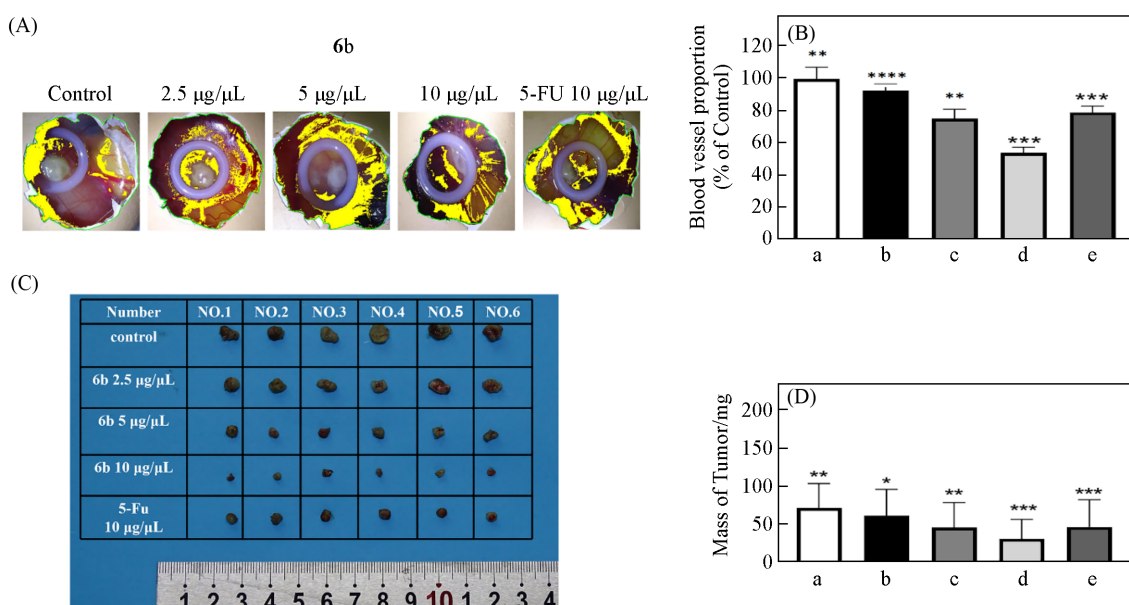 (A)
6b
Control 2.5 μg/μL 5 μg/μL 10 μg/μL 5-FU 10 μg/μL
(B)
Blood vessel proportion
(% of Control)
120
100
80
60
40
20
0
** **** ** *** ***
a b c d e
(C)
Number NO.1 NO.2 NO.3 NO.4 NO.5 NO.6
control
6b 2.5 μg/μL
6b 5 μg/μL
6b 10 μg/μL
5-Fu
10 μg/μL
1 2 3 4 5 6 7 8 9 10 1 2 3 4
(D)
Mass of Tumor/mg
200
150
100
50
0
** * ** *** ***
a b c d e